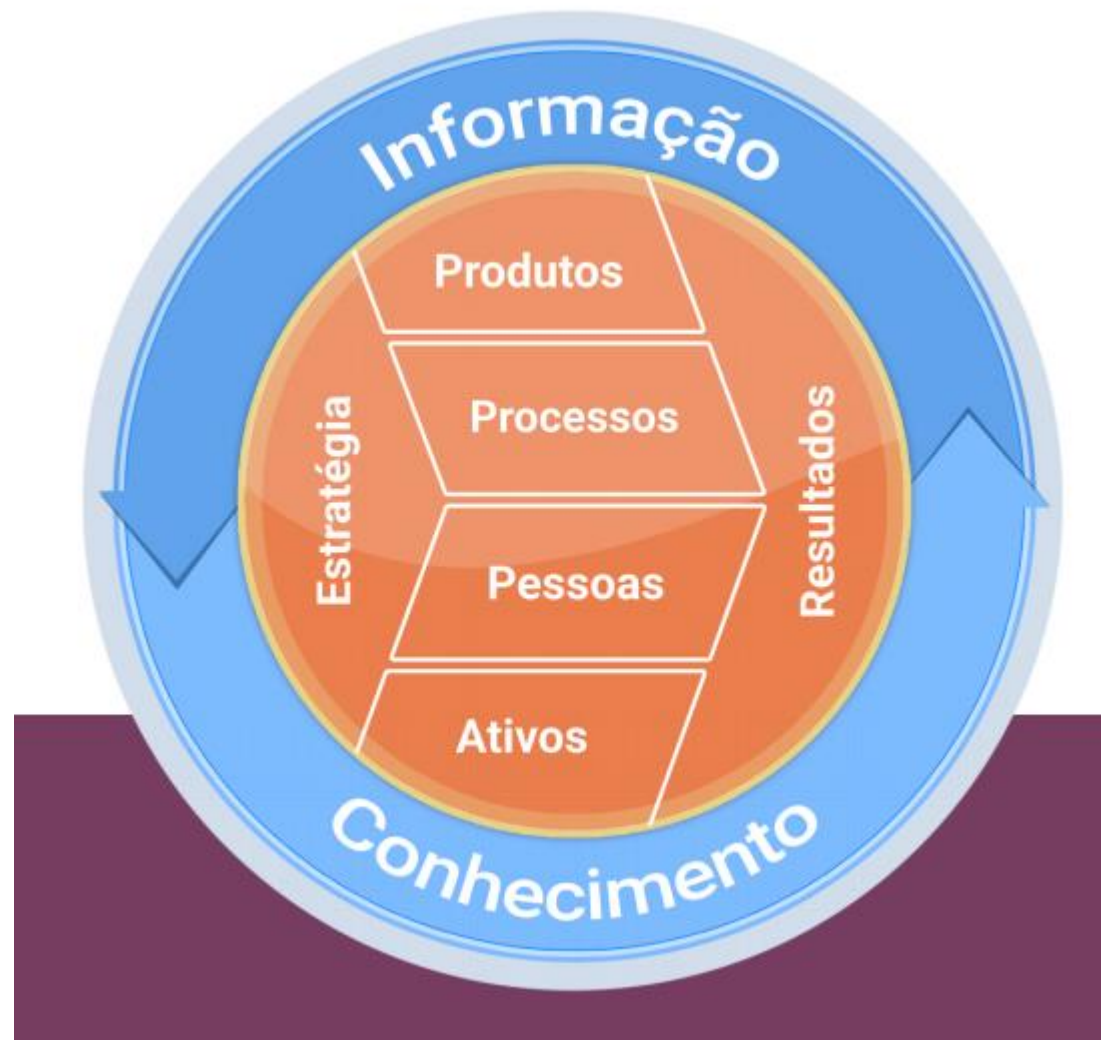 Informação
Produtos
Processos
Estratégia
Resultados
Pessoas
Ativos
Conhecimento